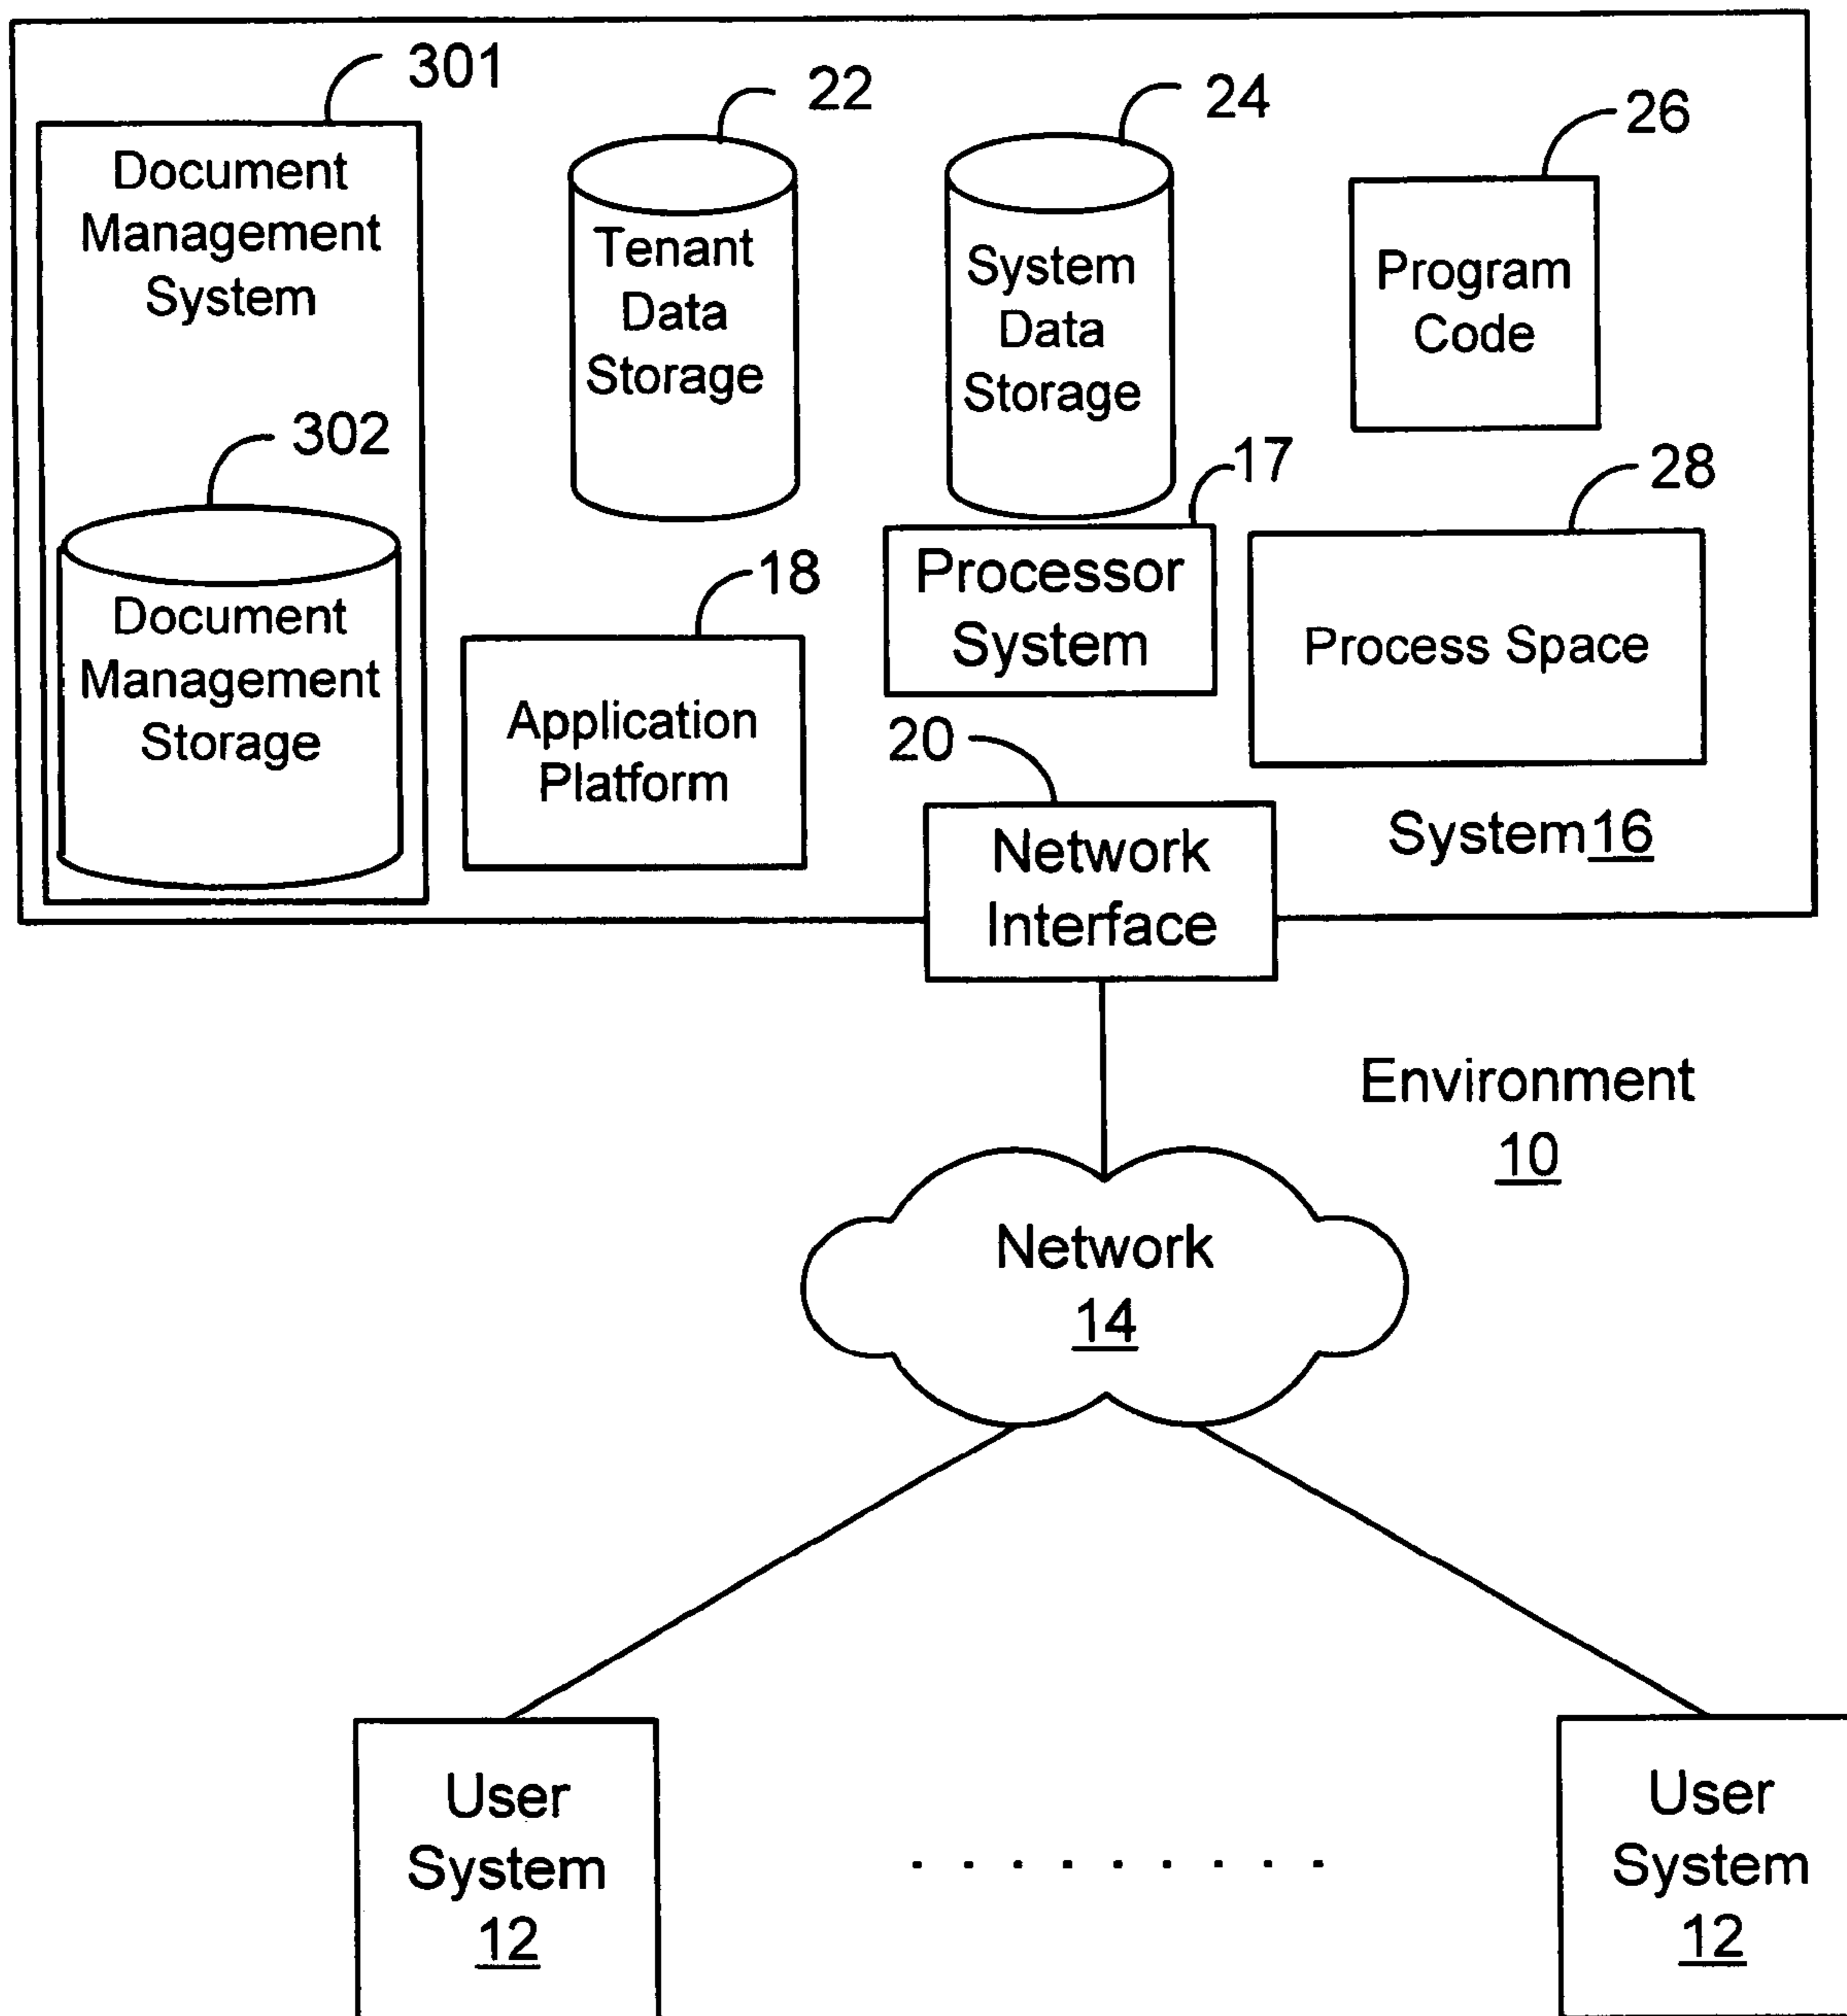 301
Document
Management
System
302
Document
Management
Storage
22
Tenant
Data
Storage
24
System
Data
Storage
26
Program
Code
17
Processor
System
28
Process Space
18
Application
Platform
20
Network
Interface
System 16
Environment
10
Network
14
User
System
12
. . . . . . . . .
User
System
12